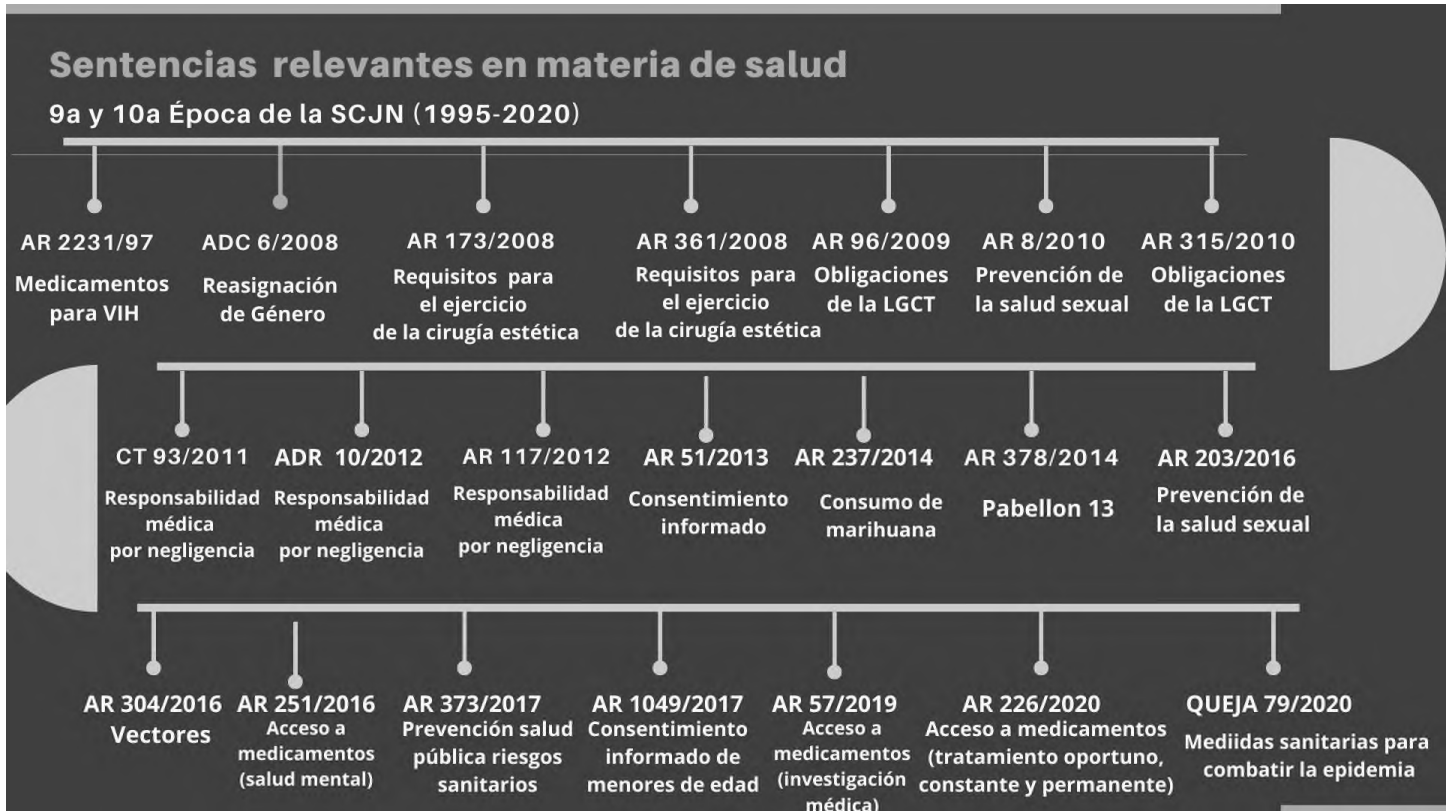 Sentencias relevantes en materia de salud
9a y 10a Época de la SCJN (1995-2020)
AR 2231/97
Medicamentos
para VIH
ADC 6/2008
Reasignación
de Género
AR 173/2008
Requisitos para
el ejercicio
de la cirugía estética
AR 361/2008
Requisitos para
el ejercicio
de la cirugía estética
AR 96/2009
Obligaciones
de la LGCT
AR 8/2010
Prevención de
la salud sexual
AR 315/2010
Obligaciones
de la LGCT
CT 93/2011
Responsabilidad
médica
por negligencia
ADR 10/2012
Responsabilidad
médica
por negligencia
AR 117/2012
Responsabilidad
médica
por negligencia
AR 51/2013
Consentimiento
informado
AR 237/2014
Consumo de
marihuana
AR 378/2014
Pabellon 13
AR 203/2016
Prevención de
la salud sexual
AR 304/2016
Vectores
AR 251/2016
Acceso a
medicamentos
(salud mental)
AR 373/2017
Prevención salud
pública riesgos
sanitarios
AR 1049/2017
Consentimiento
informado de
menores de edad
AR 57/2019
Acceso a
medicamentos
(investigación
médica)
AR 226/2020
Acceso a medicamentos
(tratamiento oportuno,
constante y permanente)
QUEJA 79/2020
Mediidas sanitarias para
combatir la epidemia